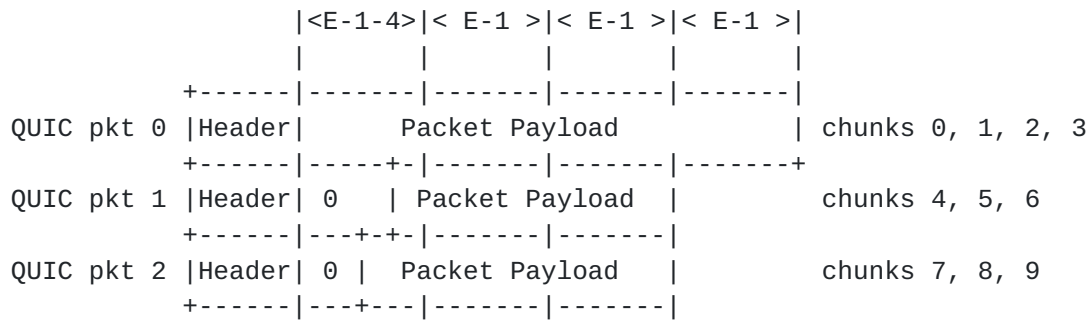 |<E-1-4>|< E-1 >|< E-1 >|< E-1 >|
|       |       |       |       |
+------|-------|-------|-------|-------|
QUIC pkt 0 |Header|      Packet Payload           | chunks 0, 1, 2, 3
+------|-----+-|-------|-------|-------+
QUIC pkt 1 |Header| 0   | Packet Payload  |         chunks 4, 5, 6
+------|---+-+-|-------|-------|
QUIC pkt 2 |Header| 0 |  Packet Payload   |         chunks 7, 8, 9
+------|---+---|-------|-------|